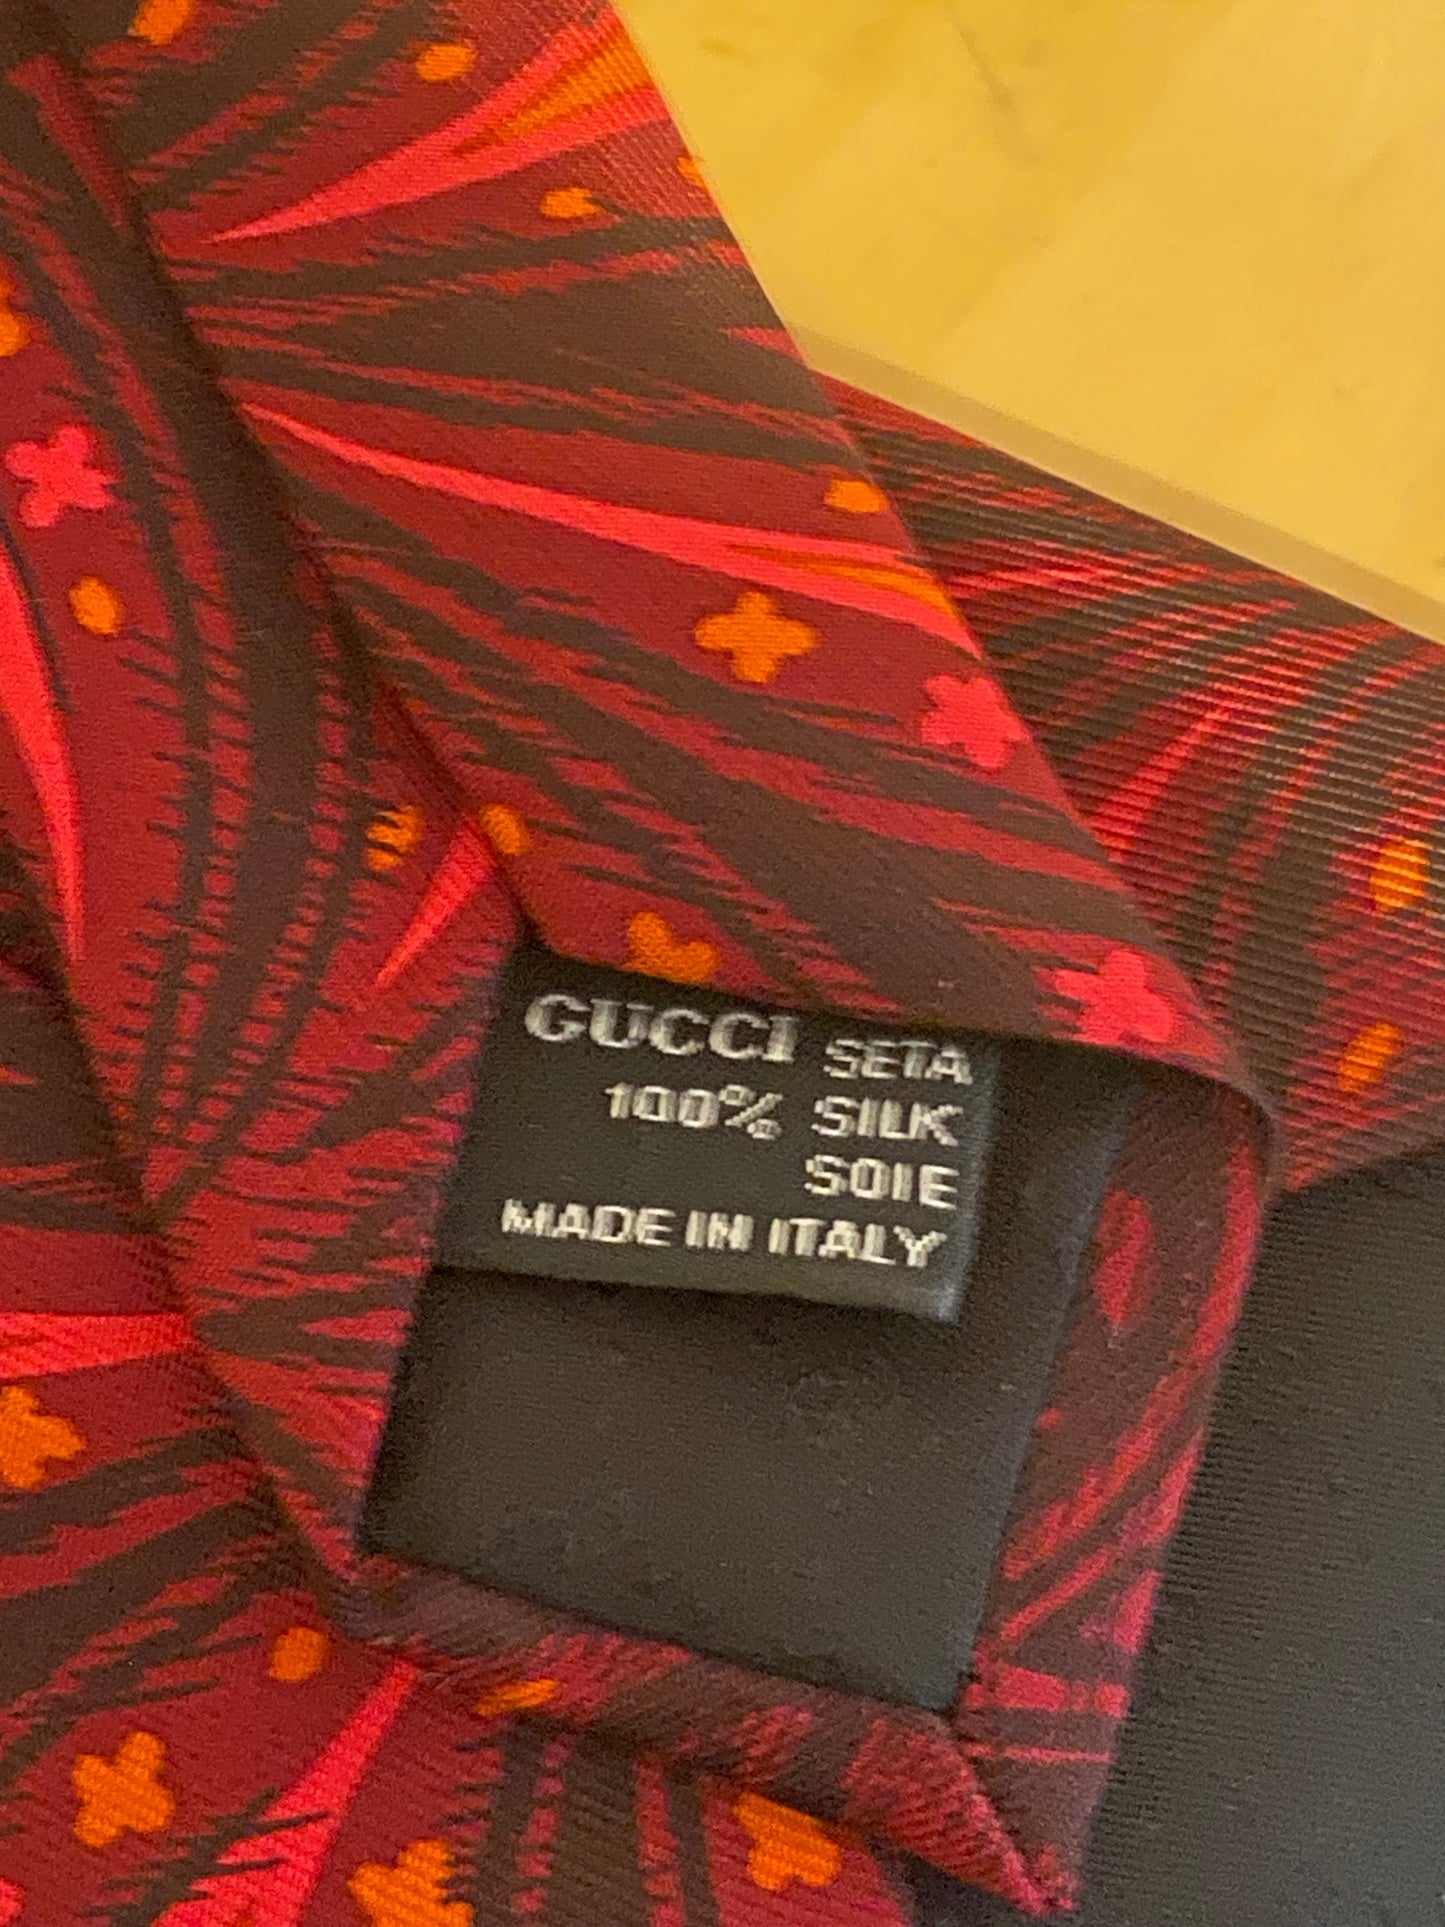 GUCCI SETA
100% SILK
SOIE
MADE IN ITALY